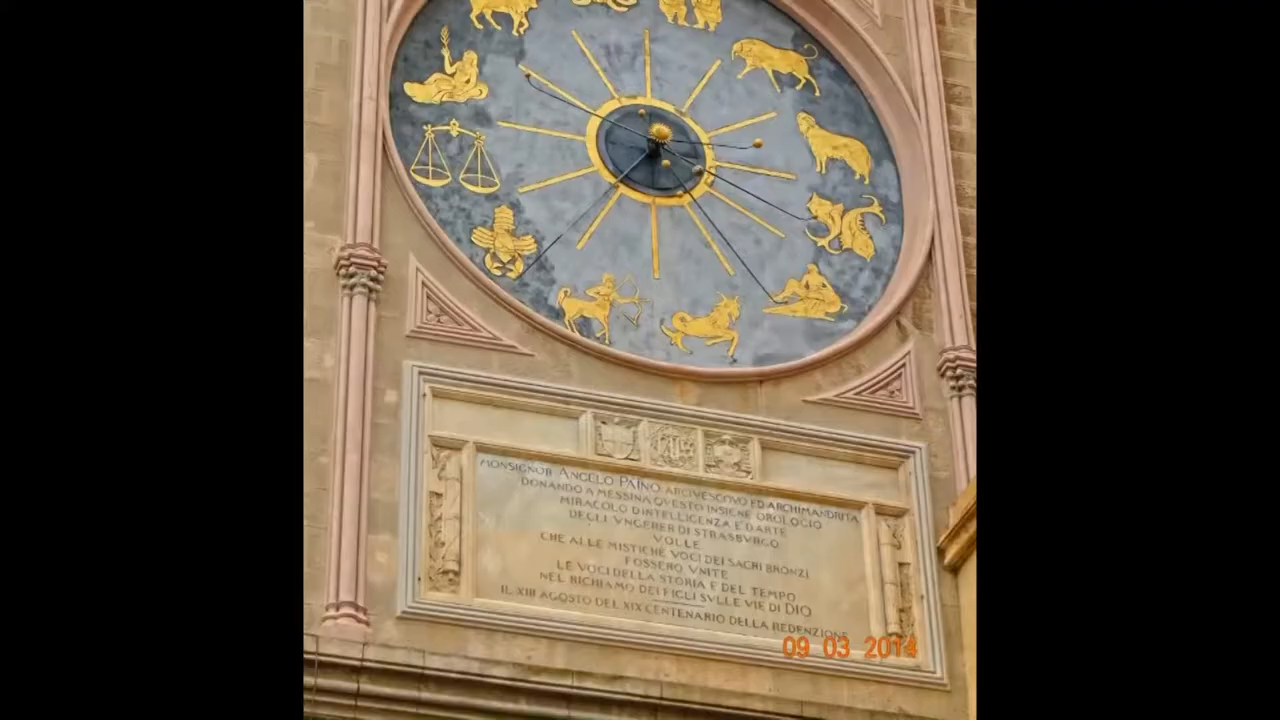 MONSIGNOR ANGELO PAINO ARCIVESCOVO ED ARCHIMANDRITA
DONANDO A MESSINA QVESTO INSIGNE OROLOGIO
MIRACOLO D'INTELLIGENZA E D'ARTE
DEGLI VNGERER DI STRASBVRGO
VOLLE
CHE ALLE MISTICHE VOCI DEI SACRI BRONZI
FOSSERO VNITE
LE VOCI DELLA STORIA E DEL TEMPO
NEL RICHIAMO DEI FIGLI SVLLE VIE DI DIO
IL XIII AGOSTO DEL XIX CENTENARIO DELLA REDENZIONE
09 03 2014